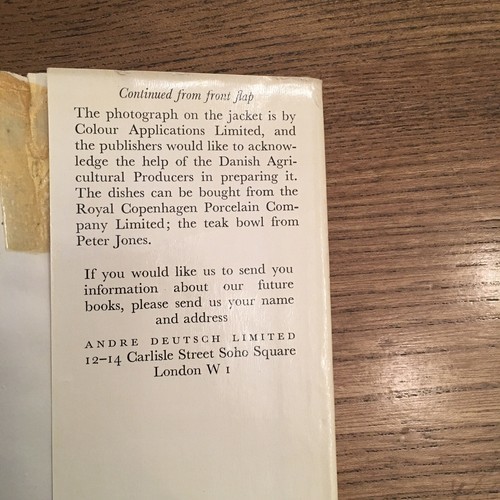 Continued from front flap
The photograph on the jacket is by
Colour Applications Limited, and
the publishers would like to acknow-
ledge the help of the Danish Agri-
cultural Producers in preparing it.
The dishes can be bought from the
Royal Copenhagen Porcelain Com-
pany Limited; the teak bowl from
Peter Jones.
If you would like us to send you
information about our future
books, please send us your name
and address
ANDRE DEUTSCH LIMITED
12–14 Carlisle Street Soho Square
London W 1